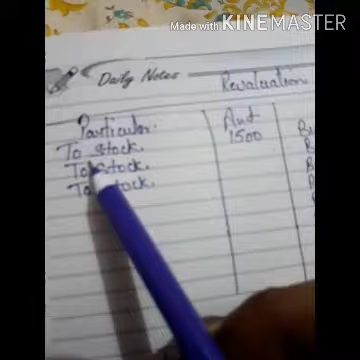 Made with KINEMASTER
Daily Notes
Revaluation
Particular. Amt
To Stock. 1500
To Stock.
To Stock.